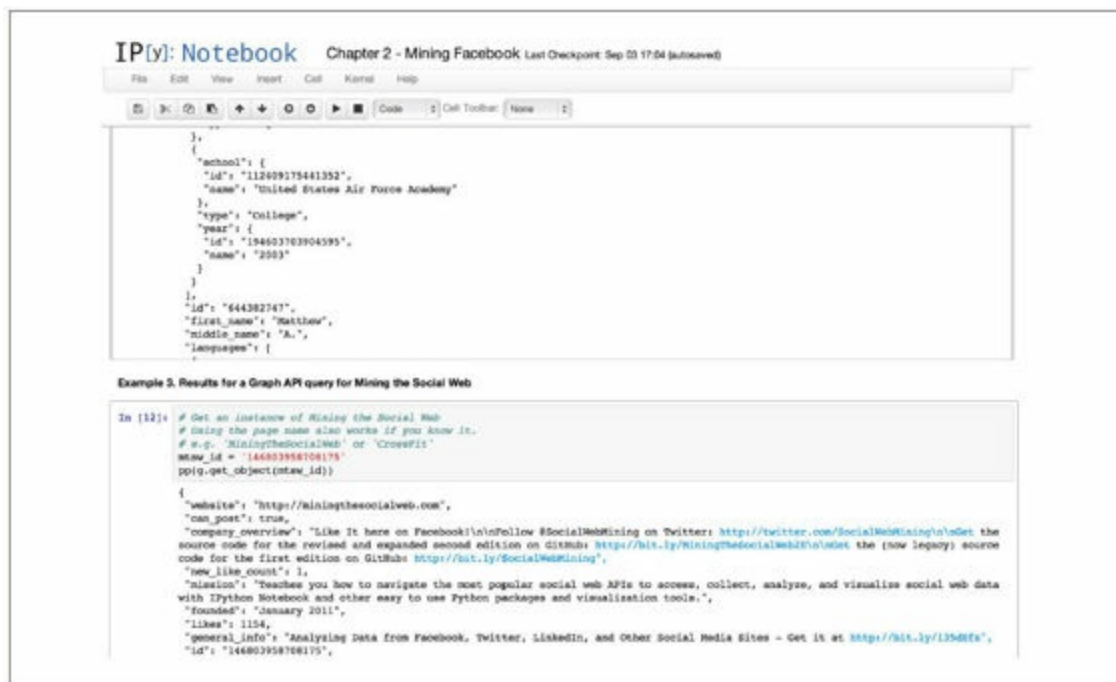 IP[y]: Notebook Chapter 2 - Mining Facebook Last Checkpoint: Sep 03 17:04 (autosaved)
File Edit View Insert Cell Kernel Help
Code Cell Toolbar: None
},
{
"school": {
"id": "112409175441352",
"name": "United States Air Force Academy"
},
"type": "College",
"year": {
"id": "194603703904595",
"name": "2003"
}
}
],
"id": "644382747",
"first_name": "Matthew",
"middle_name": "A.",
"languages": [
Example 3. Results for a Graph API query for Mining the Social Web
In [12]: # Get an instance of Mining the Social Web
# Using the page name also works if you know it.
# e.g. 'MiningTheSocialWeb' or 'CrossFit'
mtsw_id = '146803958708175'
pp(g.get_object(mtsw_id))
{
"website": "http://miningthesocialweb.com",
"can_post": true,
"company_overview": "Like It here on Facebook!\n\nFollow @SocialWebMining on Twitter: http://twitter.com/SocialWebMining\n\nGet the
source code for the revised and expanded second edition on GitHub: http://bit.ly/MiningTheSocialWeb2E\n\nGet the (now legacy) source
code for the first edition on GitHub: http://bit.ly/SocialWebMining",
"new_like_count": 1,
"mission": "Teaches you how to navigate the most popular social web APIs to access, collect, analyze, and visualize social web data
with IPython Notebook and other easy to use Python packages and visualization tools.",
"founded": "January 2011",
"likes": 1154,
"general_info": "Analyzing Data from Facebook, Twitter, LinkedIn, and Other Social Media Sites - Get it at
"id": "146803958708175",